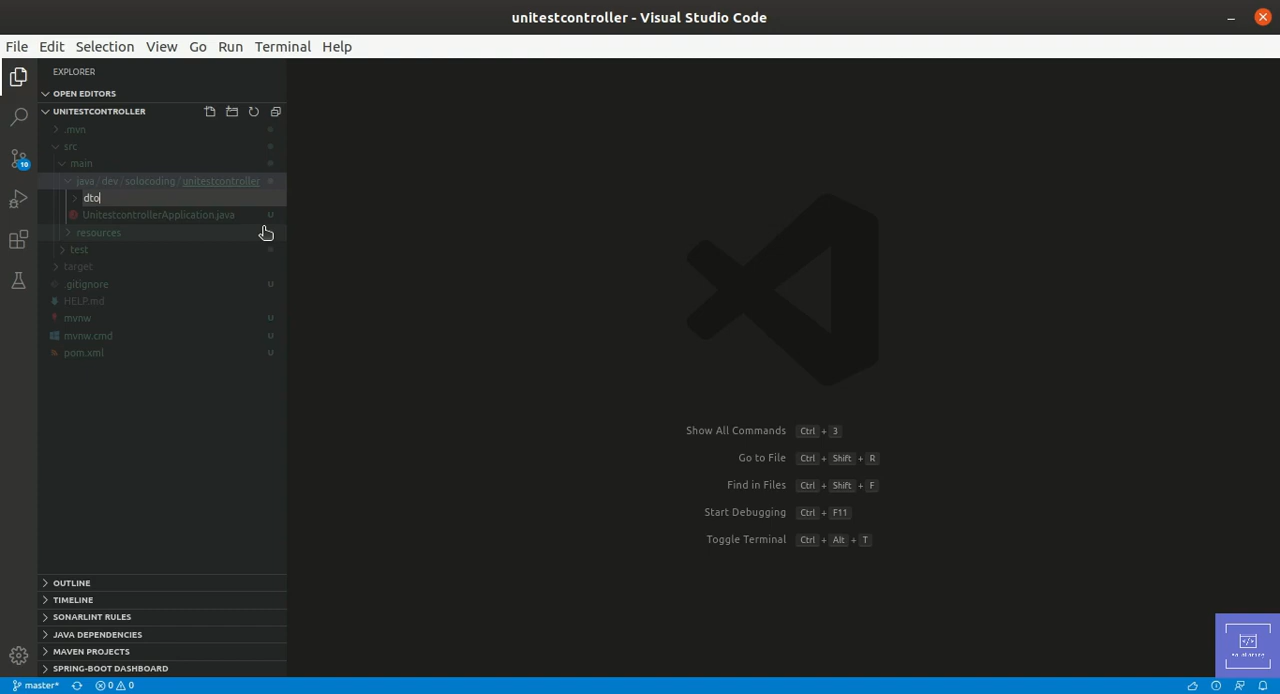 unitestcontroller - Visual Studio Code
File Edit Selection View Go Run Terminal Help
EXPLORER
OPEN EDITORS
UNITESTCONTROLLER
.mvn
src
main
java / dev / solocoding / unitestcontroller
dto
UnitestcontrollerApplication.java U
resources
test
target
.gitignore U
HELP.md
mvnw U
mvnw.cmd U
pom.xml U
10
Show All Commands Ctrl + 3
Go to File Ctrl + Shift + R
Find in Files Ctrl + Shift + F
Start Debugging Ctrl + F11
Toggle Terminal Ctrl + Alt + T
OUTLINE
TIMELINE
SONARLINT RULES
JAVA DEPENDENCIES
MAVEN PROJECTS
SPRING-BOOT DASHBOARD
master* 0 0